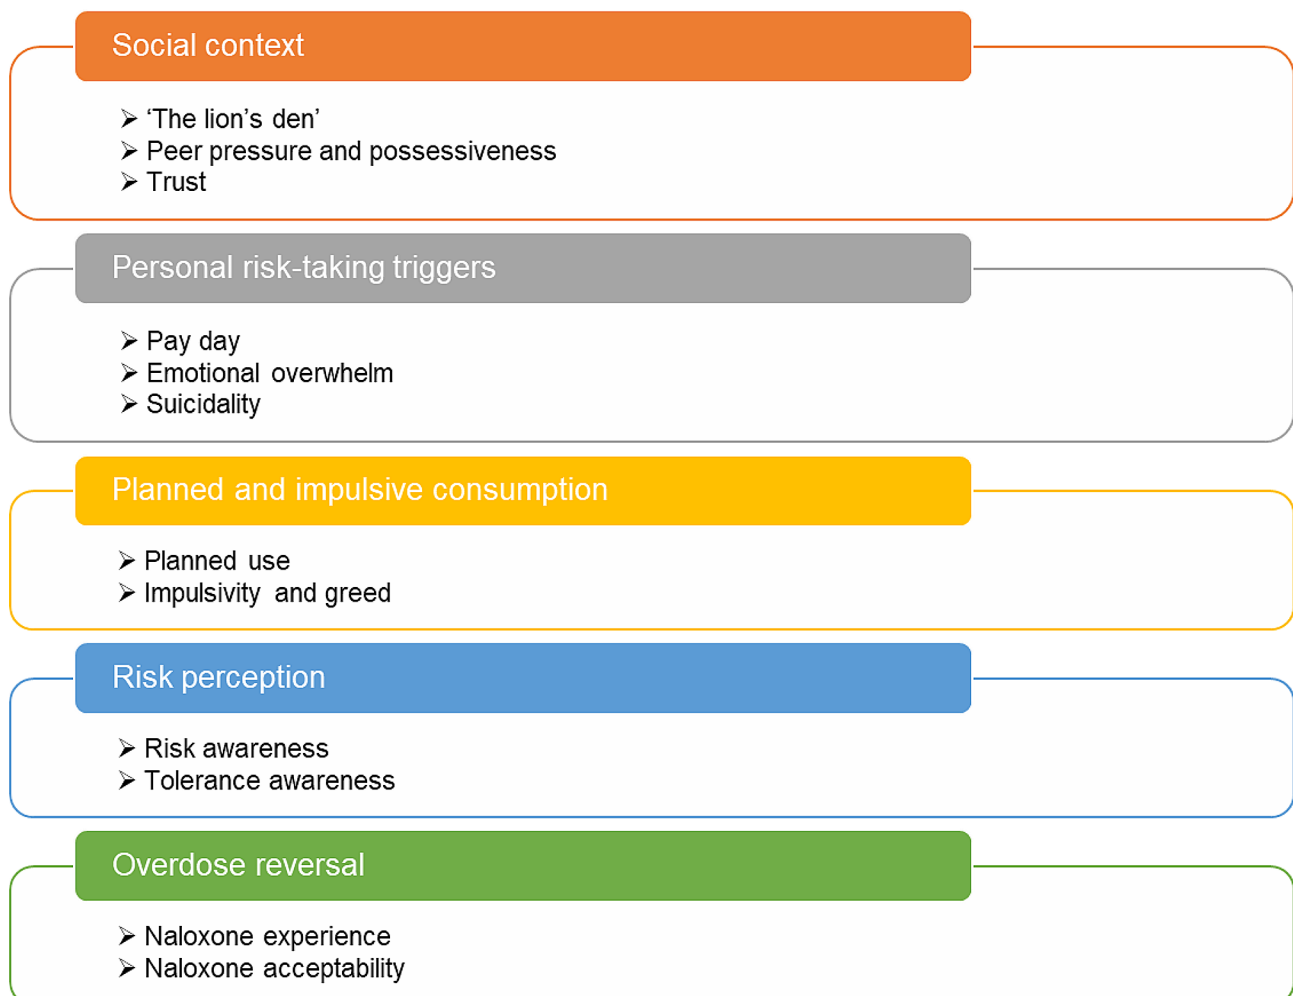 Social context
➢ ‘The lion’s den’
➢ Peer pressure and possessiveness
➢ Trust
Personal risk-taking triggers
➢ Pay day
➢ Emotional overwhelm
➢ Suicidality
Planned and impulsive consumption
➢ Planned use
➢ Impulsivity and greed
Risk perception
➢ Risk awareness
➢ Tolerance awareness
Overdose reversal
➢ Naloxone experience
➢ Naloxone acceptability